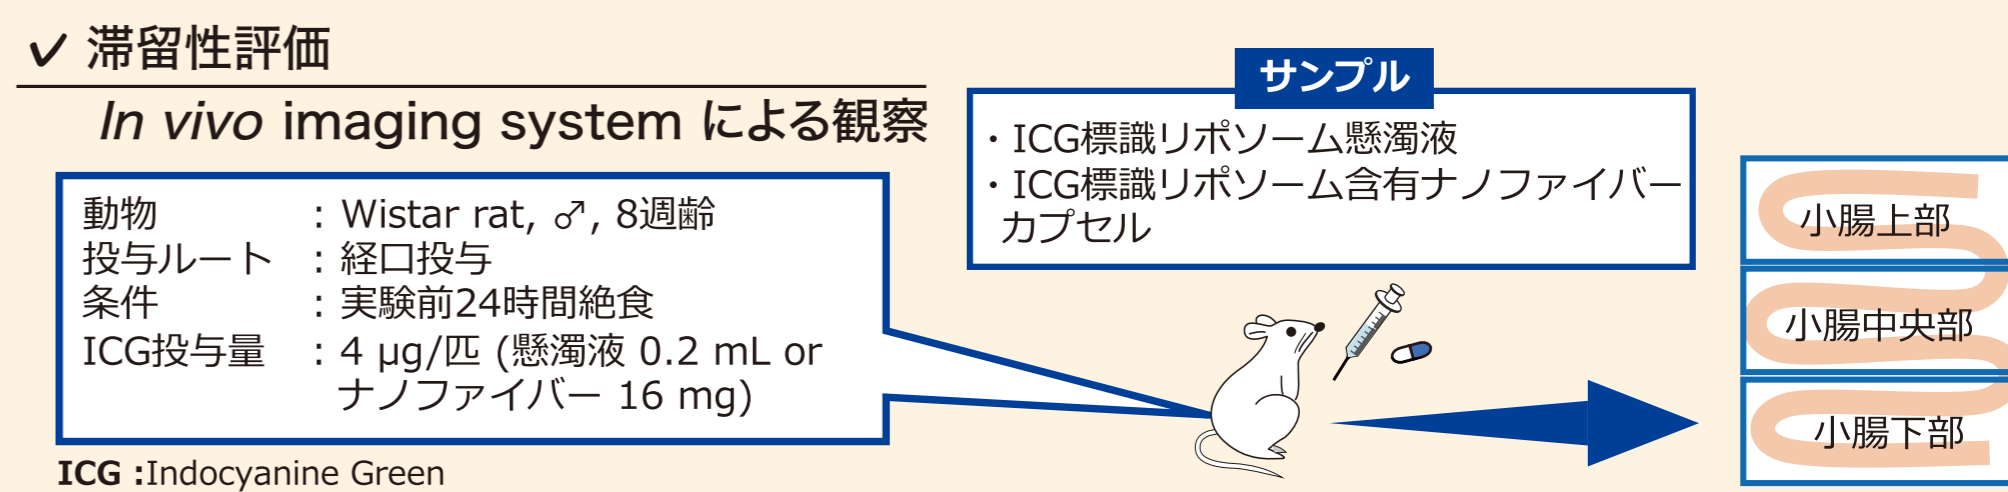 ✓ 滞留性評価
In vivo imaging system による観察
動物 : Wistar rat, ♂, 8週齢
投与ルート : 経口投与
条件 : 実験前24時間絶食
ICG投与量 : 4 μg/匹 (懸濁液 0.2 mL or
ナノファイバー 16 mg)
ICG :Indocyanine Green
サンプル
・ICG標識リポソーム懸濁液
・ICG標識リポソーム含有ナノファイバー
カプセル
小腸上部
小腸中央部
小腸下部